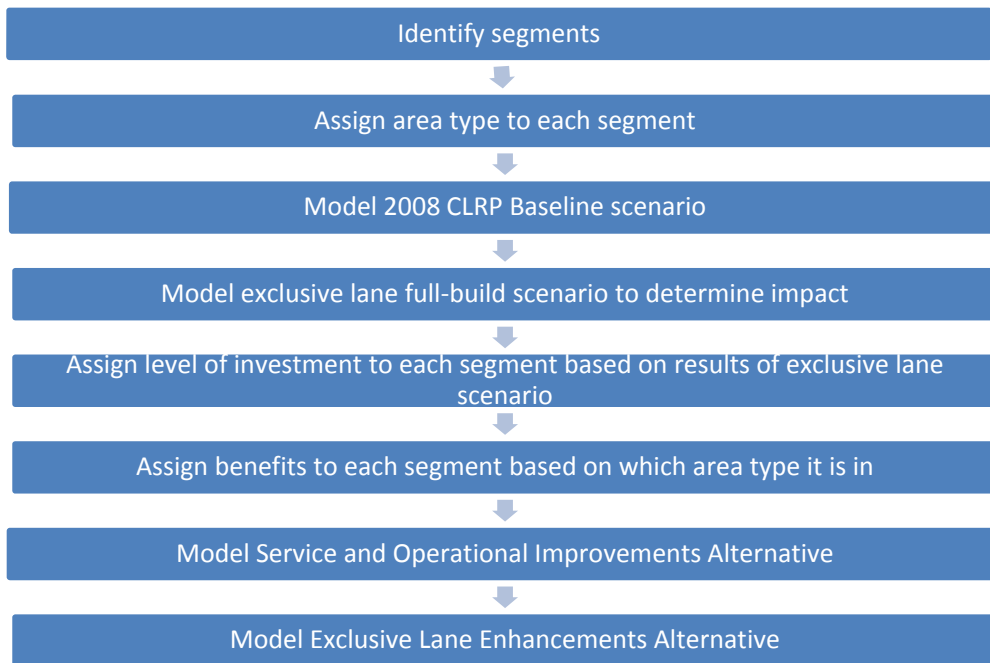 Identify segments
Assign area type to each segment
Model 2008 CLRP Baseline scenario
Model exclusive lane full-build scenario to determine impact
Assign level of investment to each segment based on results of exclusive lane
scenario
Assign benefits to each segment based on which area type it is in
Model Service and Operational Improvements Alternative
Model Exclusive Lane Enhancements Alternative